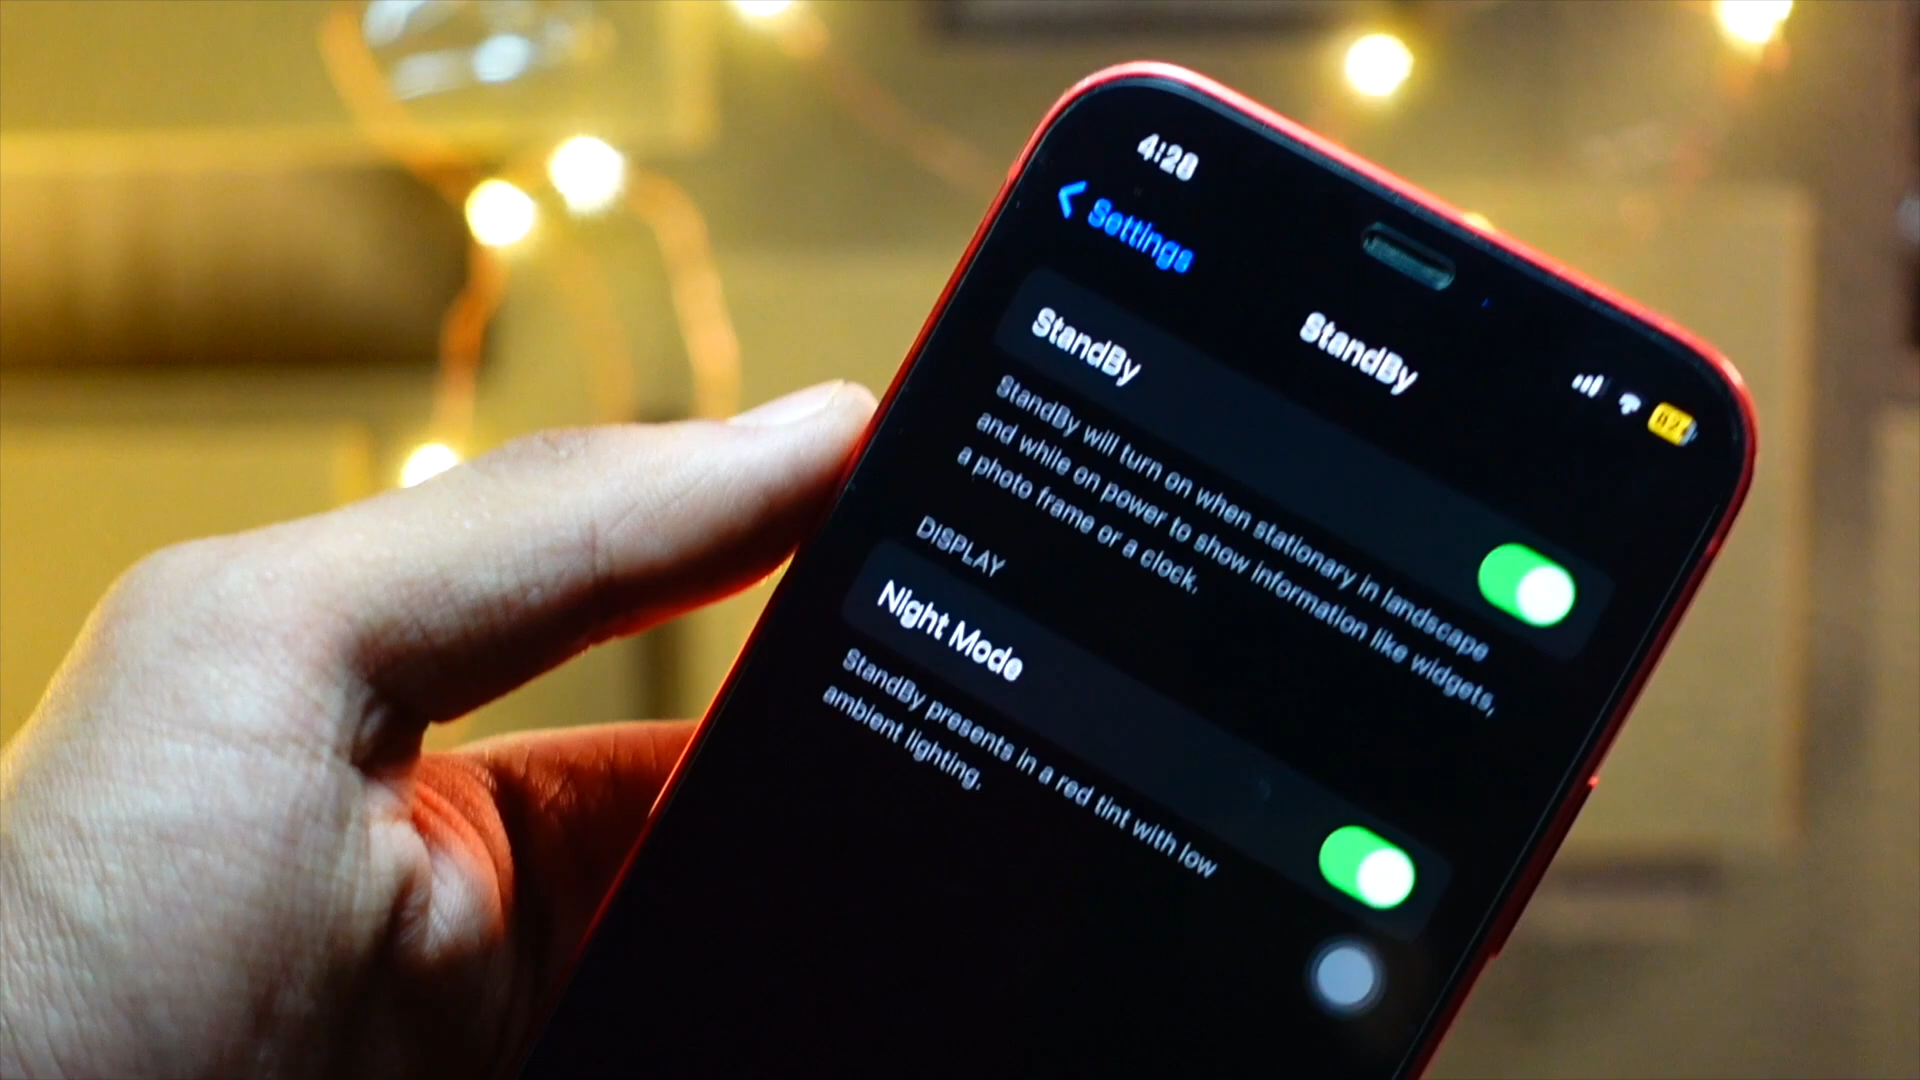 4:28
Settings
StandBy
StandBy
StandBy will turn on when stationary in landscape
and while on power to show information like widgets,
a photo frame or a clock.
DISPLAY
Night Mode
StandBy presents in a red tint with low
ambient lighting.